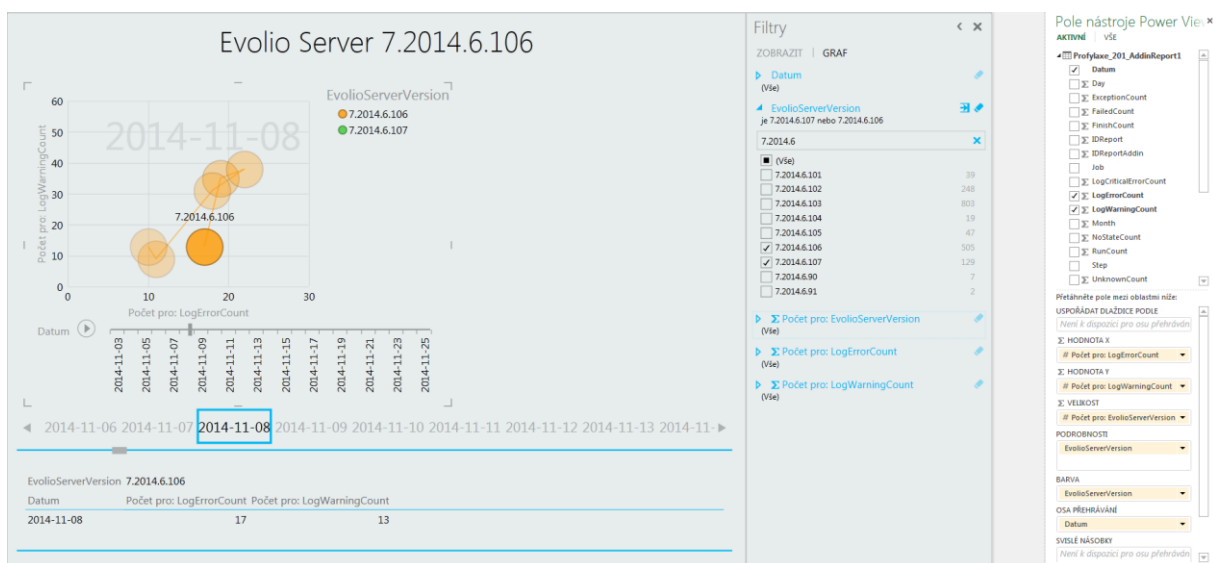 Evolio Server 7.2014.6.106
EvolioServerVersion
7.2014.6.106
7.2014.6.107
2014-11-08
60
50
40
30
20
10
0
Počet pro: LogWarningCount
7.2014.6.106
0 10 20 30
Počet pro: LogErrorCount
Datum
2014-11-03
2014-11-05
2014-11-07
2014-11-09
2014-11-11
2014-11-13
2014-11-15
2014-11-17
2014-11-19
2014-11-21
2014-11-23
2014-11-25
2014-11-06 2014-11-07 2014-11-08 2014-11-09 2014-11-10 2014-11-11 2014-11-12 2014-11-13 2014-11-
EvolioServerVersion 7.2014.6.106
Datum Počet pro: LogErrorCount Počet pro: LogWarningCount
2014-11-08 17 13
Filtry
ZOBRAZIT | GRAF
Datum
(Vše)
EvolioServerVersion
je 7.2014.6.107 nebo 7.2014.6.106
7.2014.6
(Vše)
7.2014.6.101 39
7.2014.6.102 248
7.2014.6.103 803
7.2014.6.104 19
7.2014.6.105 47
7.2014.6.106 505
7.2014.6.107 129
7.2014.6.90 7
7.2014.6.91 2
Σ Počet pro: EvolioServerVersion
(Vše)
Σ Počet pro: LogErrorCount
(Vše)
Σ Počet pro: LogWarningCount
(Vše)
Pole nástroje Power Vie
AKTIVNÍ | VŠE
Profylaxe_201_AddinReport1
Datum
Σ Day
Σ ExceptionCount
Σ FailedCount
Σ FinishCount
Σ IDReport
Σ IDReportAddin
Job
Σ LogCriticalErrorCount
Σ LogErrorCount
Σ LogWarningCount
Σ Month
Σ NoStateCount
Σ RunCount
Step
Σ UnknownCount
Přetáhněte pole mezi oblastmi níže:
USPOŘÁDAT DLAŽDICE PODLE
Není k dispozici pro osu přehráván
Σ HODNOTA X
# Počet pro: LogErrorCount
Σ HODNOTA Y
# Počet pro: LogWarningCount
Σ VELIKOST
# Počet pro: EvolioServerVersion
PODROBNOSTI
EvolioServerVersion
BARVA
EvolioServerVersion
OSA PŘEHRÁVÁNÍ
Datum
SVISLÉ NÁSOBKY
Není k dispozici pro osu přehráván